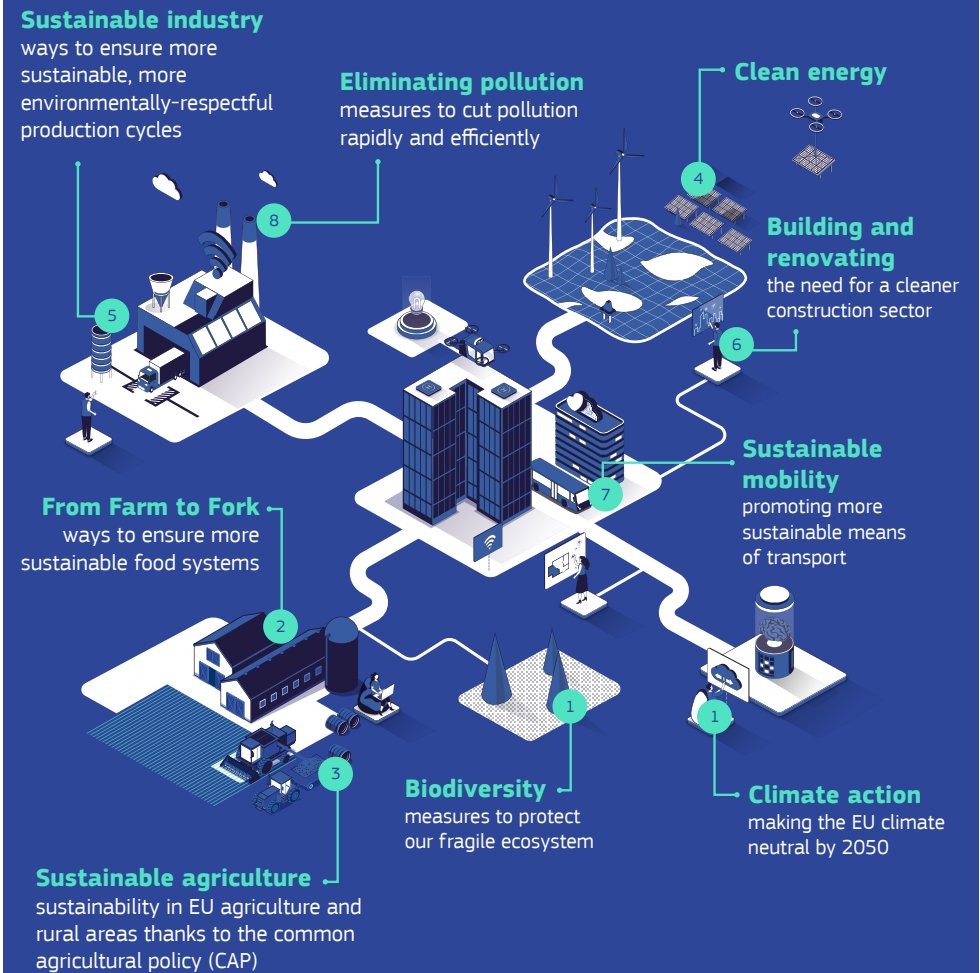 Sustainable industry
ways to ensure more
sustainable, more
environmentally-respectful
production cycles
5
Eliminating pollution
measures to cut pollution
rapidly and efficiently
8
Clean energy
4
Building and
renovating
the need for a cleaner
construction sector
6
Sustainable
mobility
promoting more
sustainable means
of transport
7
From Farm to Fork
ways to ensure more
sustainable food systems
2
Sustainable agriculture
sustainability in EU agriculture and
rural areas thanks to the common
agricultural policy (CAP)
3
Biodiversity
measures to protect
our fragile ecosystem
1
Climate action
making the EU climate
neutral by 2050
1
H
H